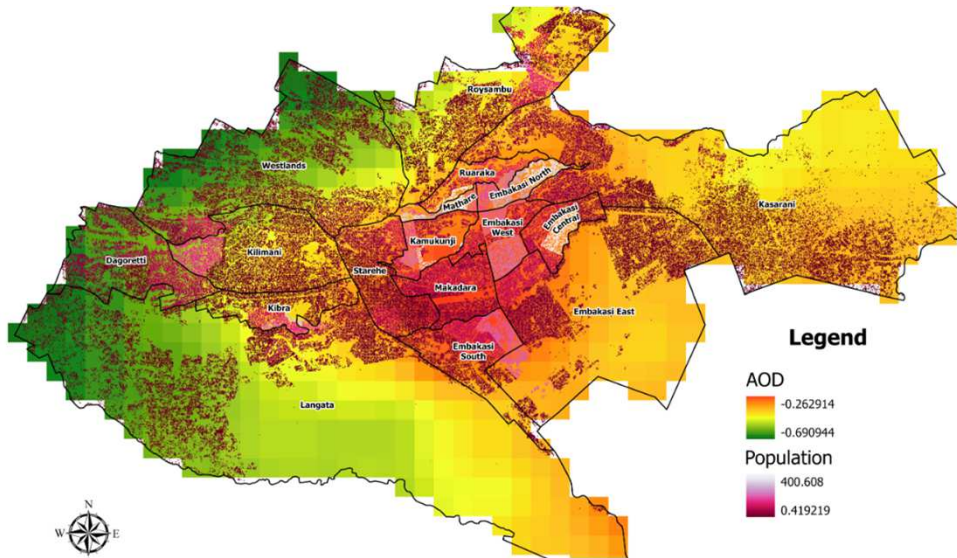 Roysambu
Westlands
Ruaraka
Mathare
Embakasi North
Kasarani
Embakasi
Central
Embakasi
West
Kamukunji
Kilimani
Dagoretti
Starehe
Makadara
Kibra
Embakasi East
Embakasi
South
Langata
Legend
AOD
-0.262914
-0.690944
Population
400.608
0.419219
N
W E
S